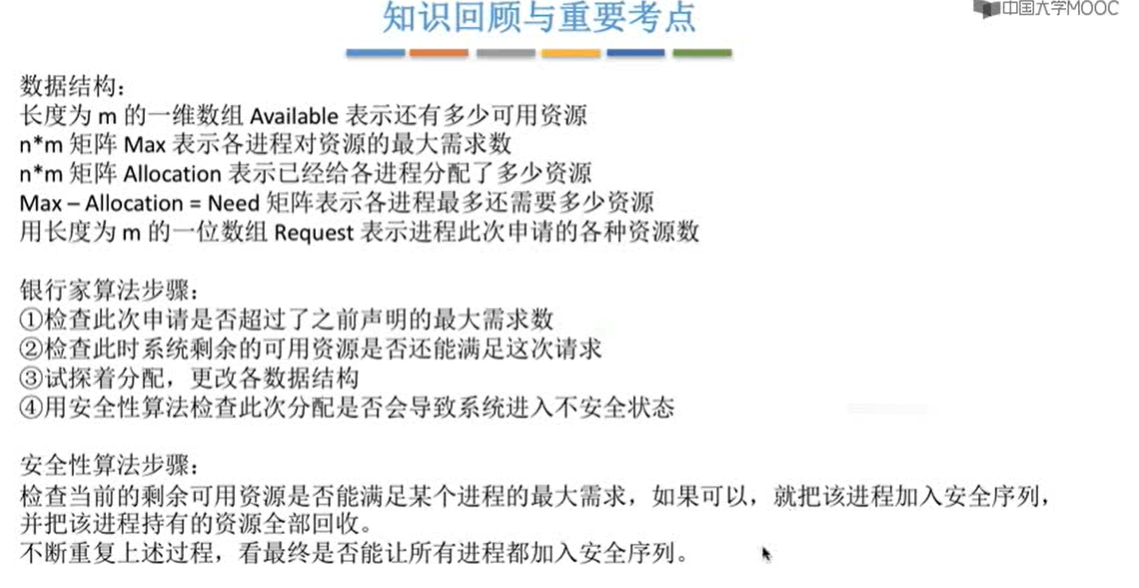 知识回顾与重要考点
中国大学MOOC
数据结构：
长度为 m 的一维数组 Available 表示还有多少可用资源
n*m 矩阵 Max 表示各进程对资源的最大需求数
n*m 矩阵 Allocation 表示已经给各进程分配了多少资源
Max – Allocation = Need 矩阵表示各进程最多还需要多少资源
用长度为 m 的一位数组 Request 表示进程此次申请的各种资源数
银行家算法步骤：
①检查此次申请是否超过了之前声明的最大需求数
②检查此时系统剩余的可用资源是否还能满足这次请求
③试探着分配，更改各数据结构
④用安全性算法检查此次分配是否会导致系统进入不安全状态
安全性算法步骤：
检查当前的剩余可用资源是否能满足某个进程的最大需求，如果可以，就把该进程加入安全序列，
并把该进程持有的资源全部回收。
不断重复上述过程，看最终是否能让所有进程都加入安全序列。